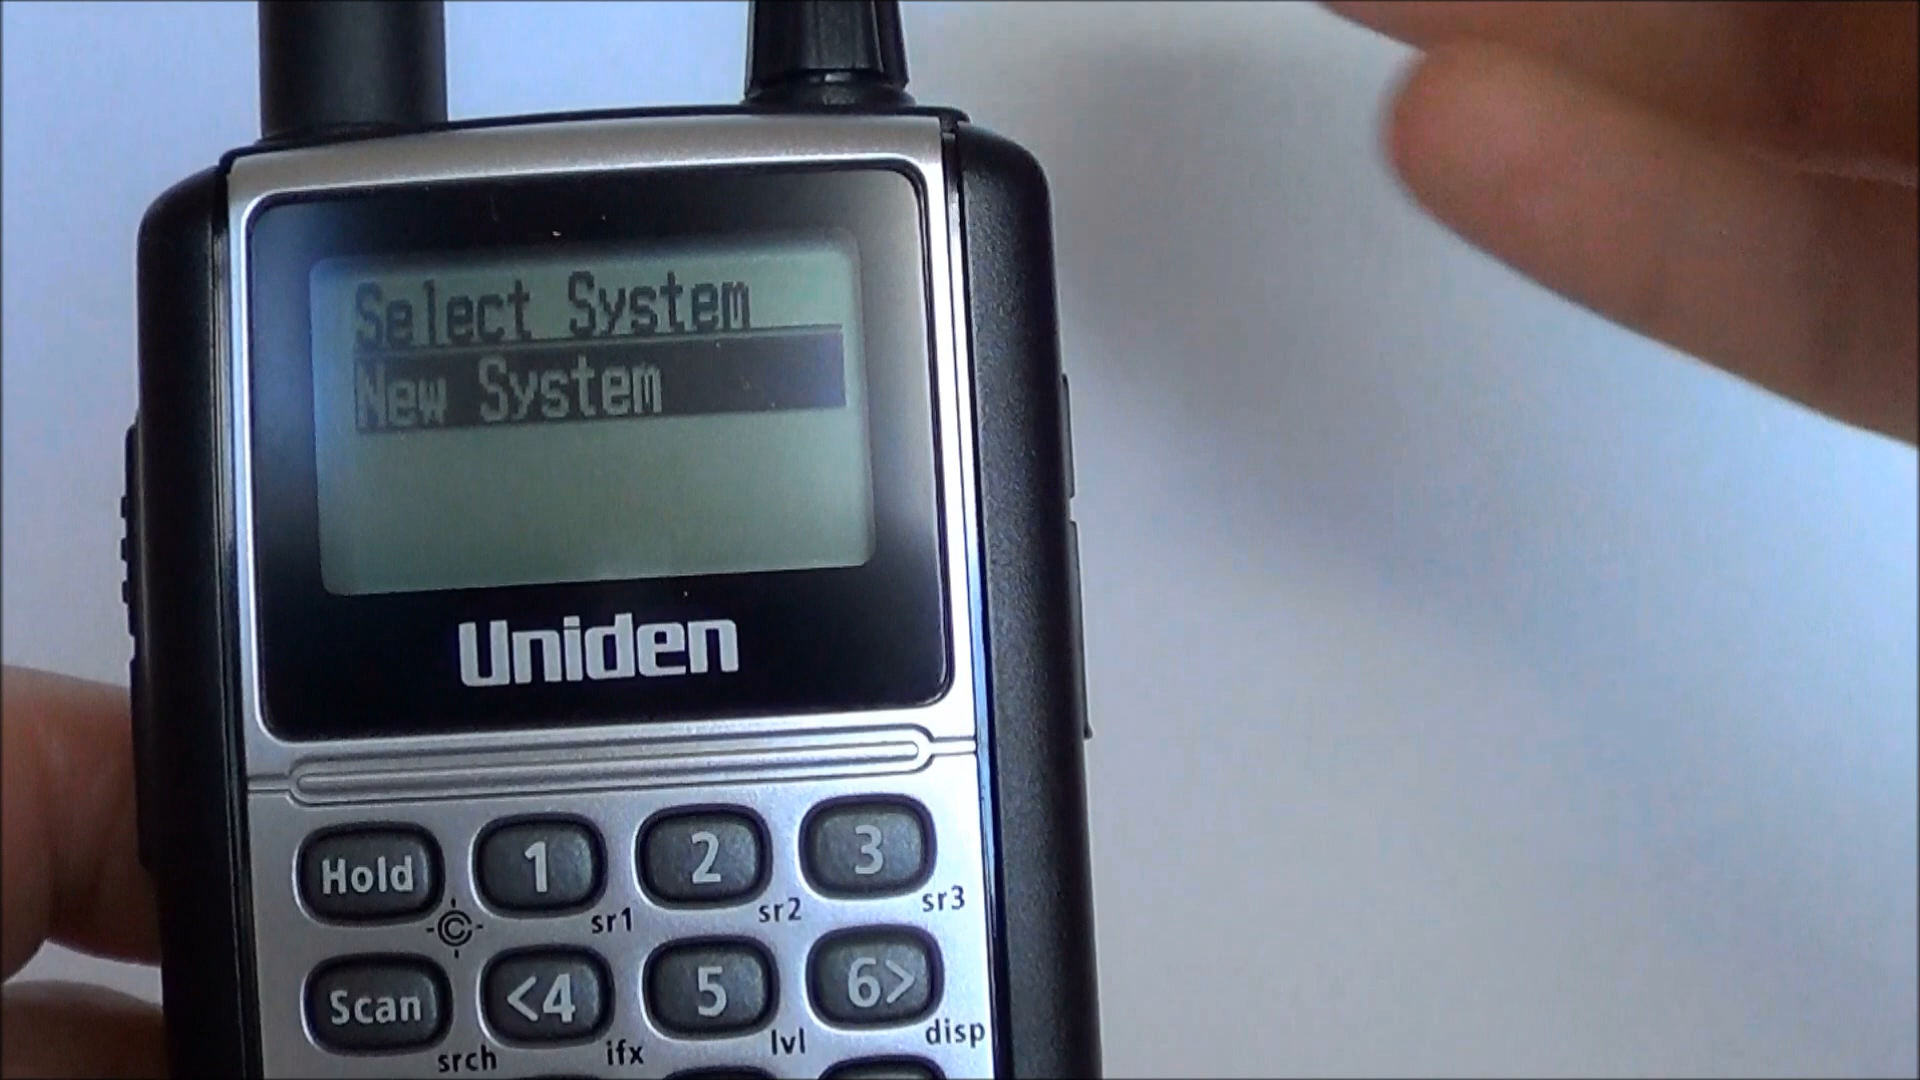 Select System
New System
Uniden
Hold 1 2 3
sr1 sr2 sr3
Scan <4 5 6>
srch ifx lvl disp